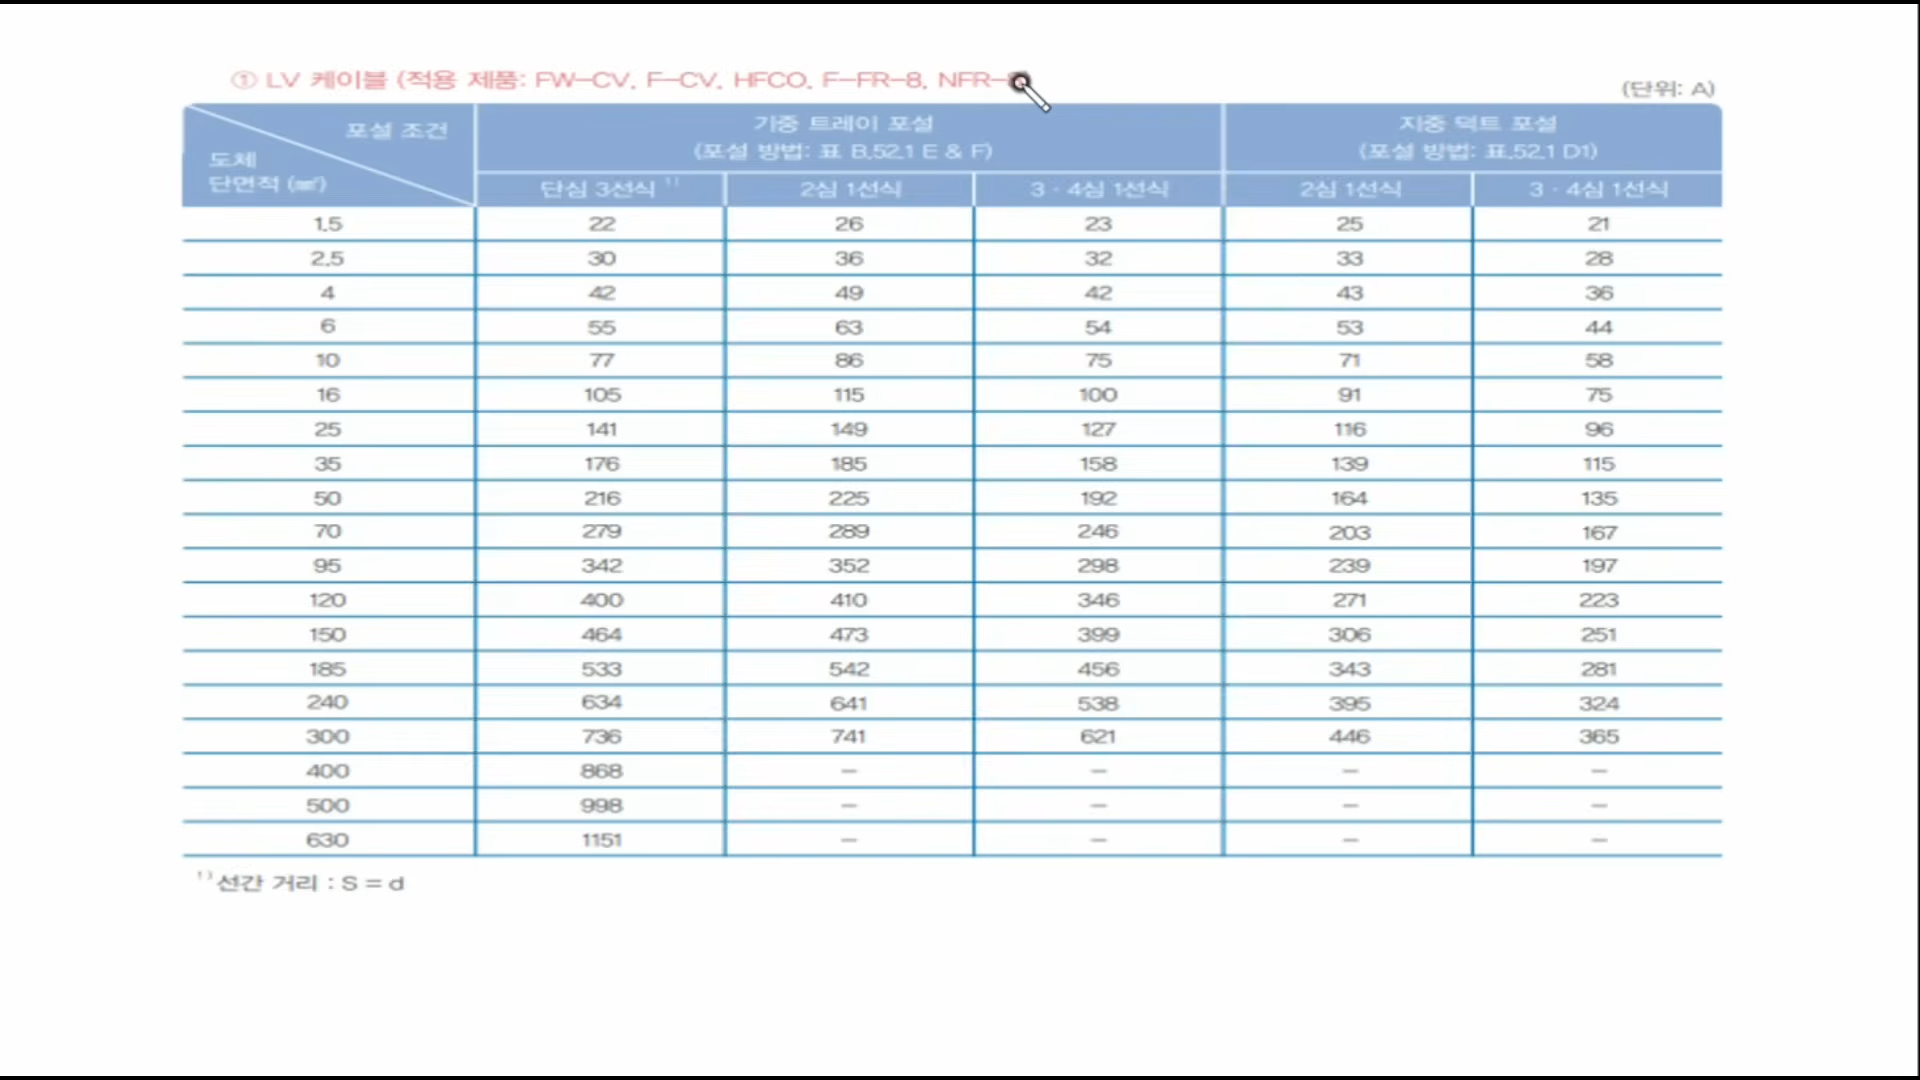 ① LV 케이블 (적용 제품: FW-CV, F-CV, HFCO, F-FR-8, NFR-
(단위: A)
포설 조건
도체
단면적 (㎟)
기중 트레이 포설
(포설 방법: 표 B.52.1 E & F)
지중 덕트 포설
(포설 방법: 표.52.1 D1)
단심 3선식 ¹⁾ 2심 1선식 3 · 4심 1선식 2심 1선식 3 · 4심 1선식
1.5 22 26 23 25 21
2.5 30 36 32 33 28
4 42 49 42 43 36
6 55 63 54 53 44
10 77 86 75 71 58
16 105 115 100 91 75
25 141 149 127 116 96
35 176 185 158 139 115
50 216 225 192 164 135
70 279 289 246 203 167
95 342 352 298 239 197
120 400 410 346 271 223
150 464 473 399 306 251
185 533 542 456 343 281
240 634 641 538 395 324
300 736 741 621 446 365
400 868 – – – –
500 998 – – – –
630 1151 – – – –
¹⁾ 선간 거리 : S = d